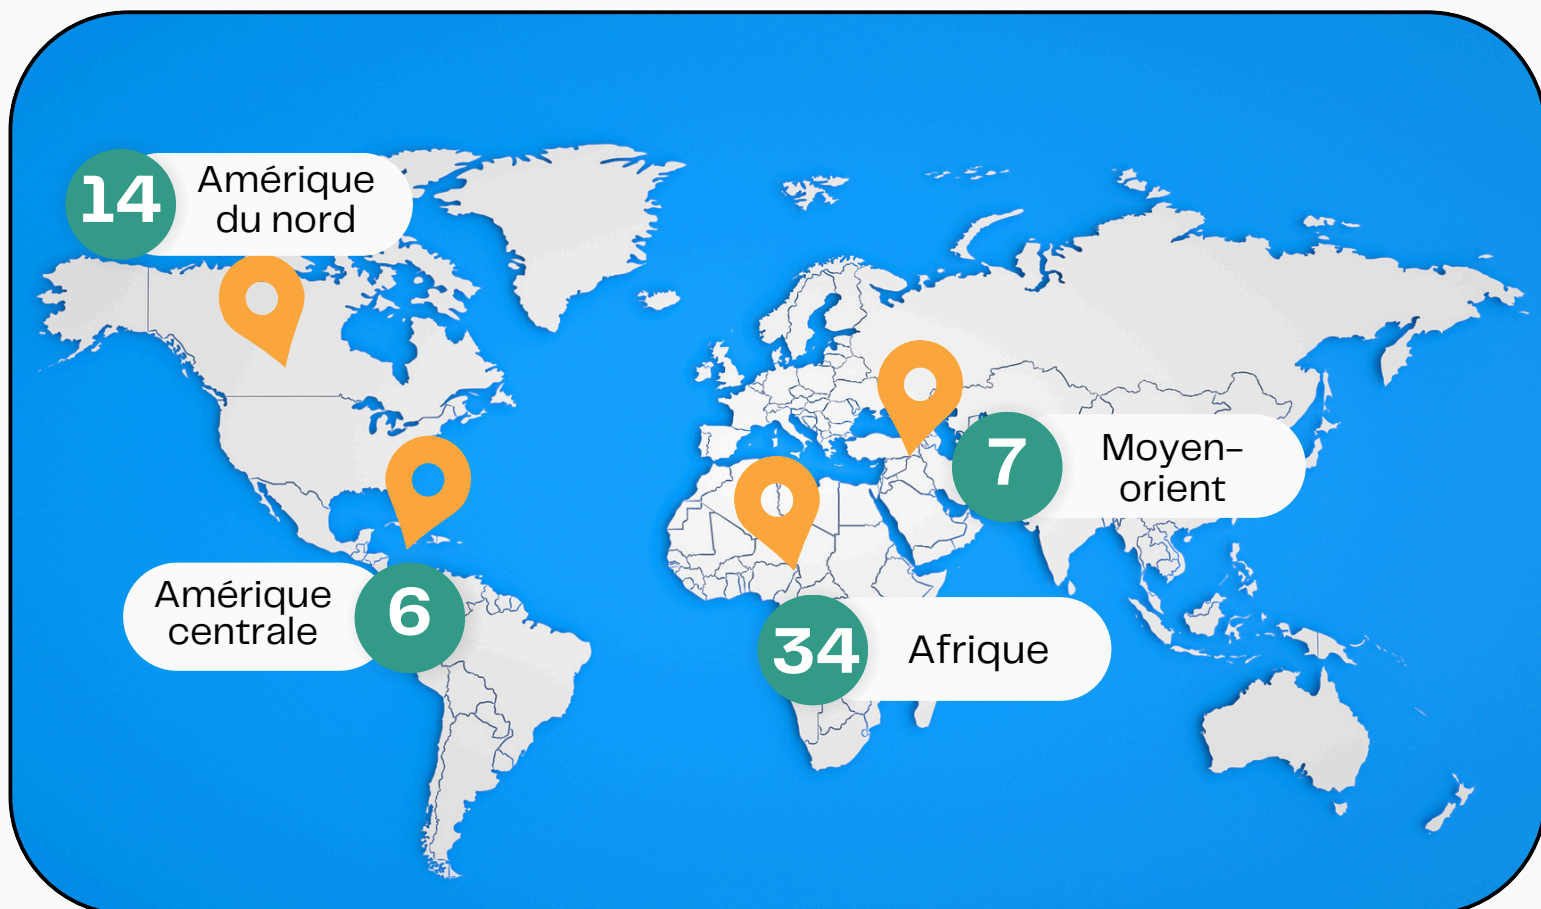 14
Amérique
du nord
7
Moyen-
orient
Amérique
centrale
6
34
Afrique